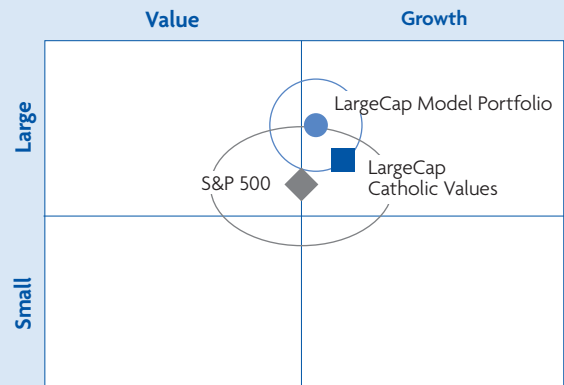 Value
Growth
Large
LargeCap Model Portfolio
LargeCap
Catholic Values
S&P 500
Small